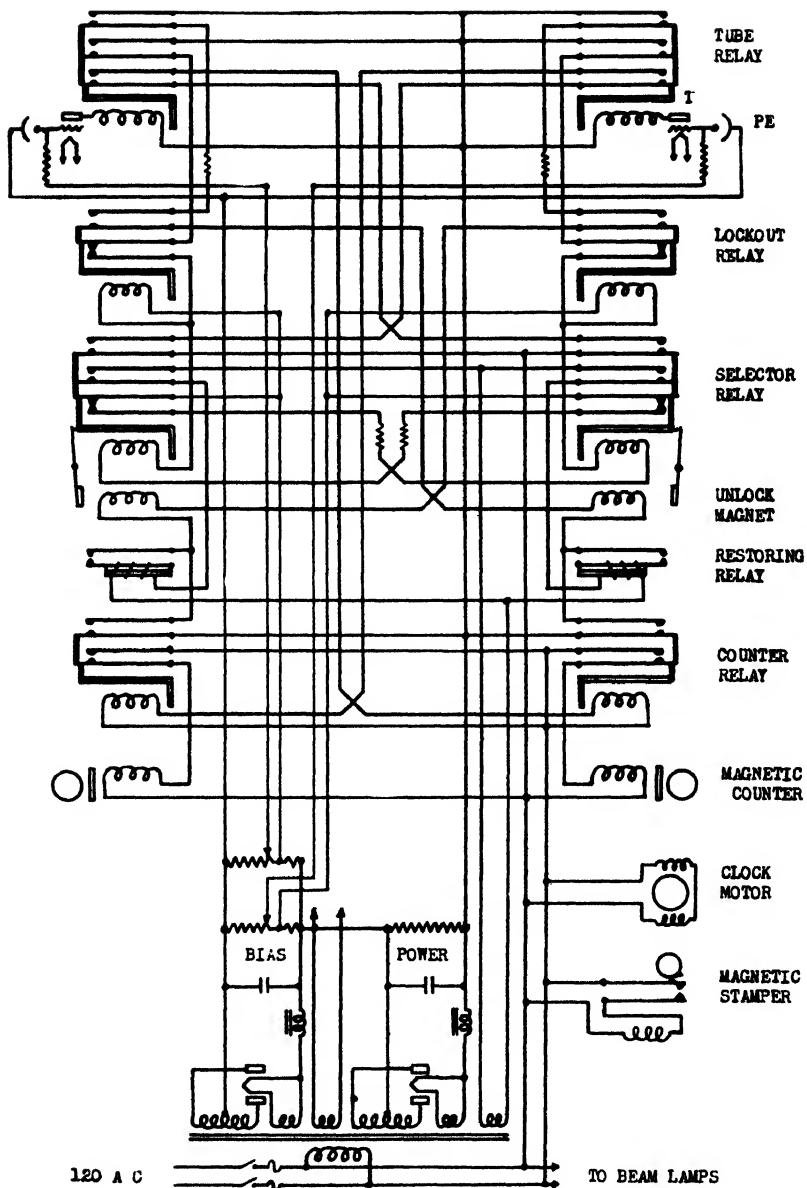 TUBE
RELAY
T
PE
LOCKOUT
RELAY
SELECTOR
RELAY
UNLOCK
MAGNET
RESTORING
RELAY
COUNTER
RELAY
MAGNETIC
COUNTER
CLOCK
MOTOR
BIAS
POWER
MAGNETIC
STAMPER
120 A C
TO BEAM LAMPS